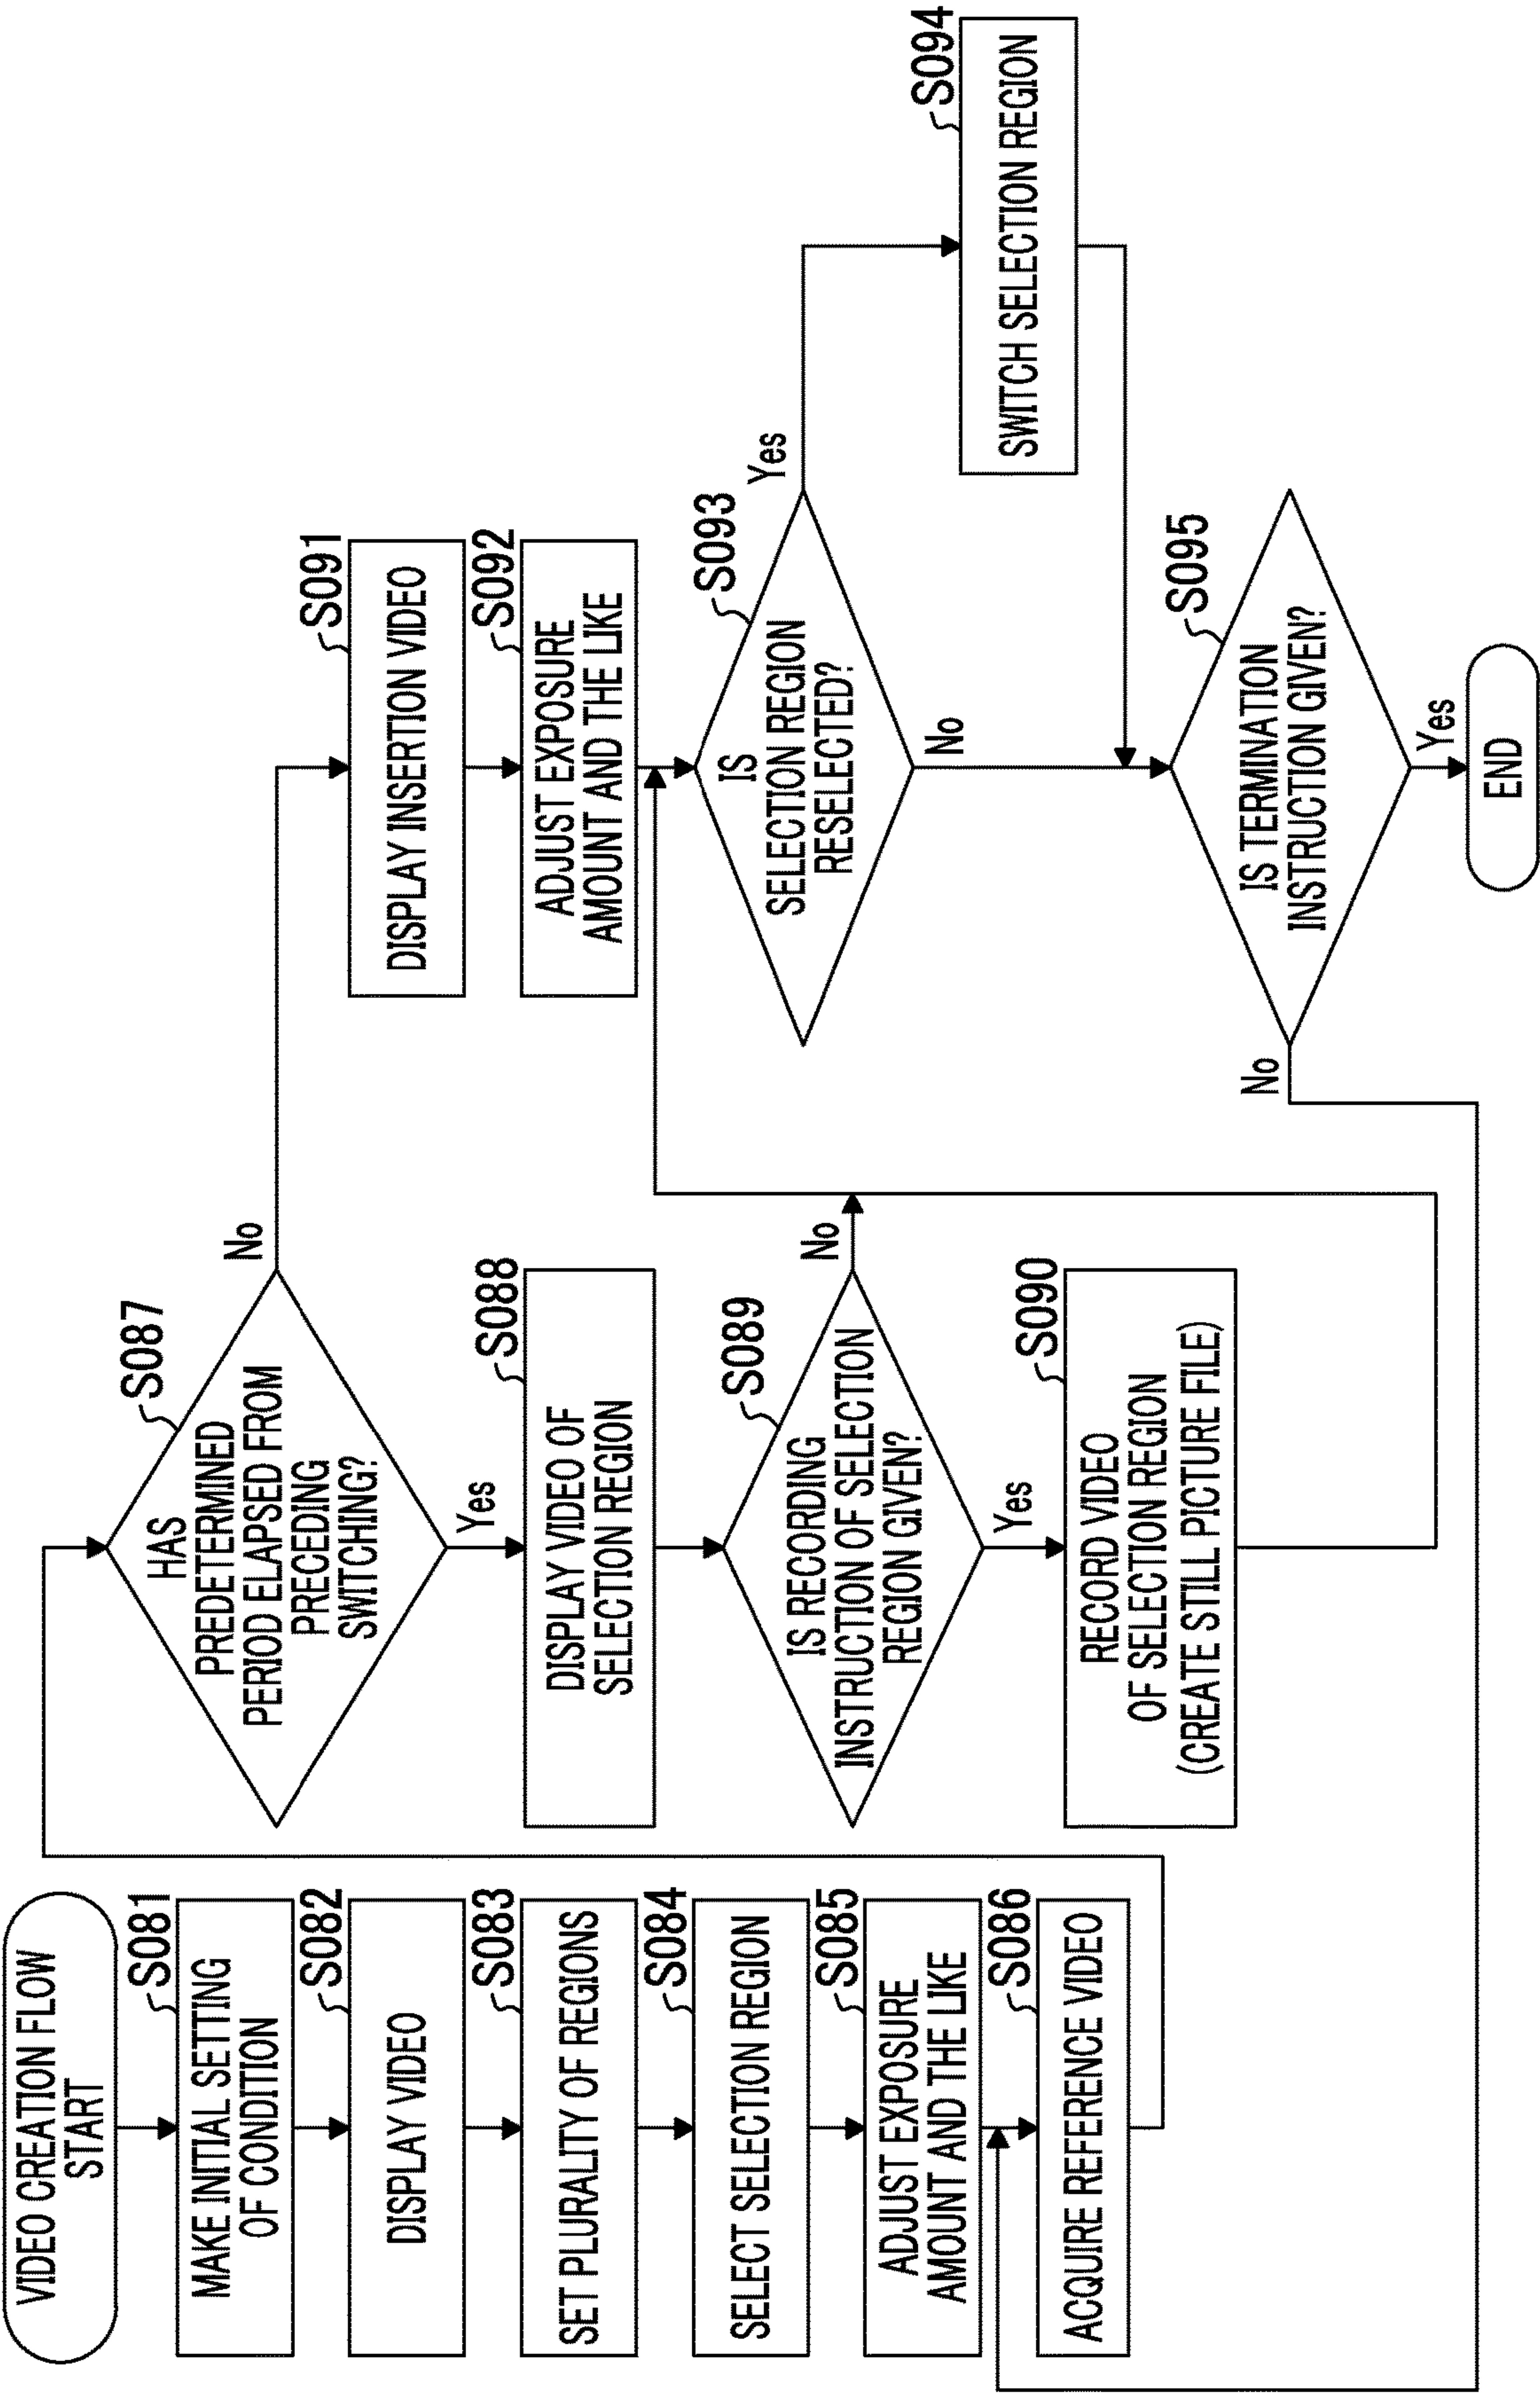 VIDEO CREATION FLOW
START
S081
MAKE INITIAL SETTING
OF CONDITION
S082
DISPLAY VIDEO
S083
SET PLURALITY OF REGIONS
S084
SELECT SELECTION REGION
S085
ADJUST EXPOSURE
AMOUNT AND THE LIKE
S086
ACQUIRE REFERENCE VIDEO
S087
HAS
PREDETERMINED
PERIOD ELAPSED FROM
PRECEDING
SWITCHING?
No
Yes
S088
DISPLAY VIDEO OF
SELECTION REGION
S089
IS RECORDING
INSTRUCTION OF SELECTION
REGION GIVEN?
No
Yes
S090
RECORD VIDEO
OF SELECTION REGION
(CREATE STILL PICTURE FILE)
S091
DISPLAY INSERTION VIDEO
S092
ADJUST EXPOSURE
AMOUNT AND THE LIKE
S093
IS
SELECTION REGION
RESELECTED?
Yes
No
S094
SWITCH SELECTION REGION
S095
IS TERMINATION
INSTRUCTION GIVEN?
No
Yes
END